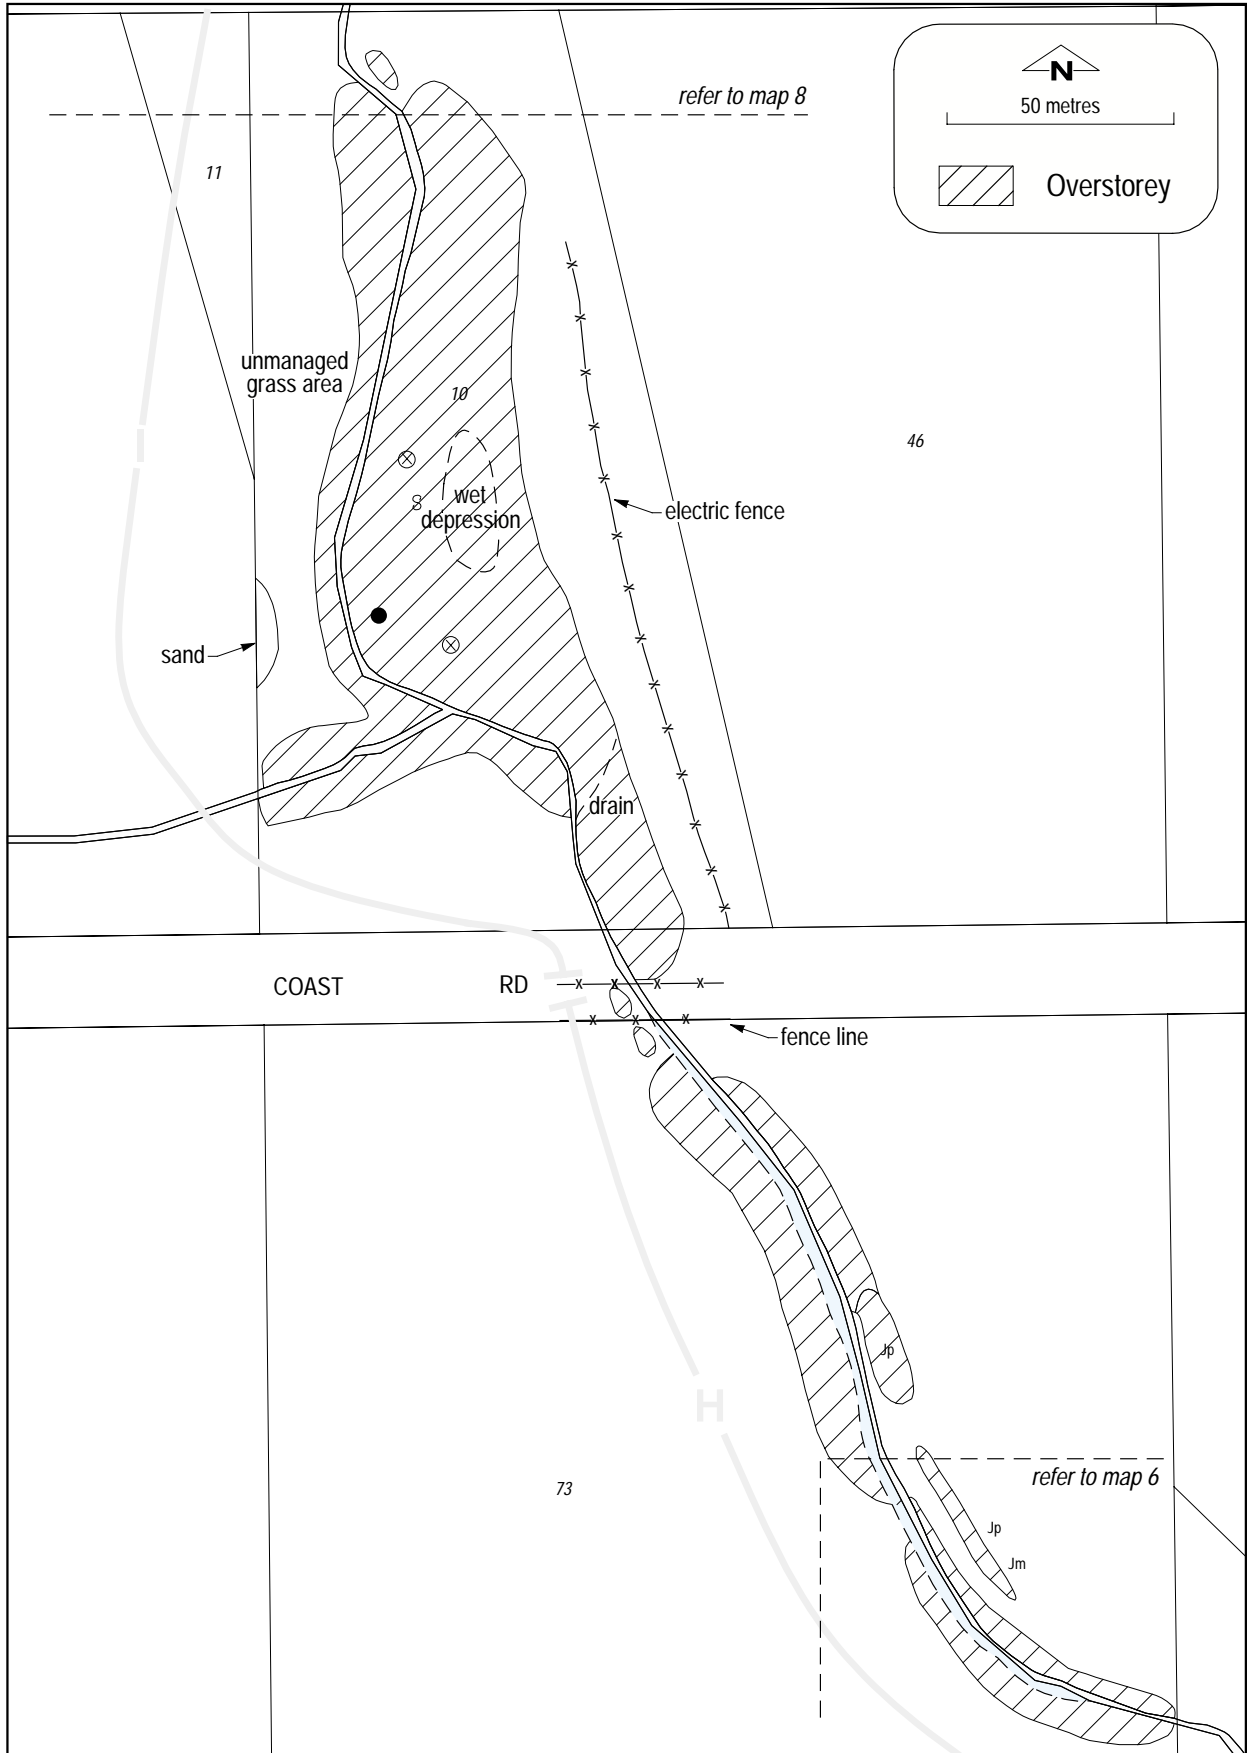 N
refer to map 8
50 metres
11
Overstorey
unmanaged
grass area
10
I
46
wet
8
depression
electric fence
sand
drain
COAST RD
fence line
Jp
H
refer to map 6
73
Jp
Jm